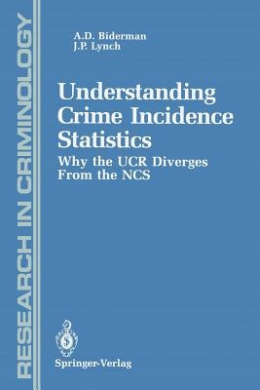 A.D. Biderman
J.P. Lynch
Understanding
Crime Incidence
Statistics
Why the UCR Diverges
From the NCS
RESEARCH IN CRIMINOLOGY
Springer-Verlag